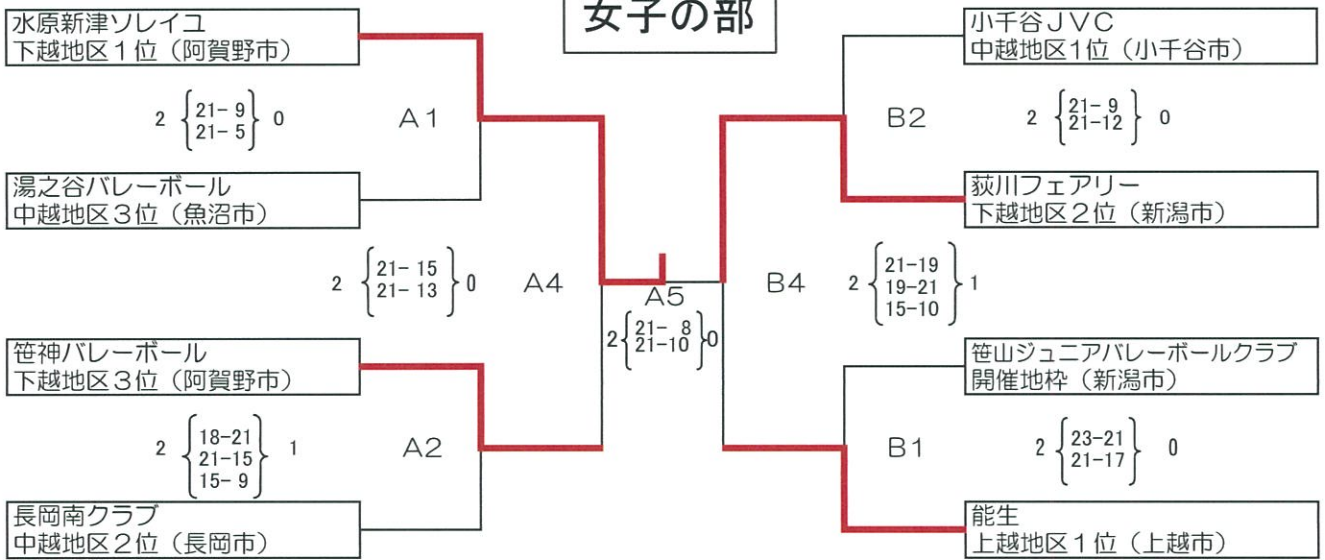 女子の部
水原新津ソレイユ
下越地区1位（阿賀野市）
2 {21- 9 21- 5} 0
A1
湯之谷バレーボール
中越地区3位（魚沼市）
2 {21- 15 21- 13} 0
A4
笹神バレーボール
下越地区3位（阿賀野市）
2 {18-21 21-15 15- 9} 1
A2
長岡南クラブ
中越地区2位（長岡市）
A5
2 {21- 8 21-10} 0
小千谷JVC
中越地区1位（小千谷市）
B2
2 {21- 9 21-12} 0
荻川フェアリー
下越地区2位（新潟市）
B4
2 {21-19 19-21 15-10} 1
笹山ジュニアバレーボールクラブ
開催地枠（新潟市）
B1
2 {23-21 21-17} 0
能生
上越地区1位（上越市）